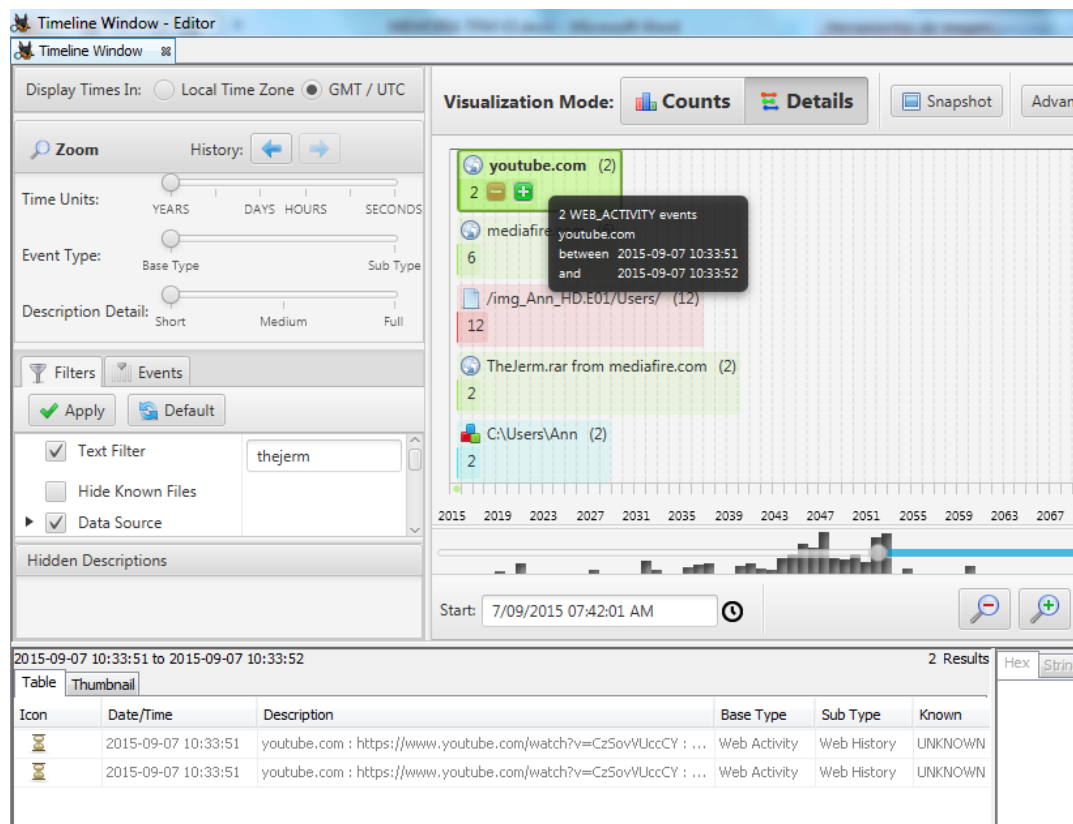 Timeline Window - Editor
Timeline Window
Display Times In: Local Time Zone GMT / UTC
Zoom History:
Time Units:
YEARS DAYS HOURS SECONDS
Event Type:
Base Type Sub Type
Description Detail:
Short Medium Full
Filters Events
Apply Default
Text Filter thejerm
Hide Known Files
Data Source
Hidden Descriptions
Visualization Mode: Counts Details Snapshot Advan
youtube.com (2)
2
mediafire
6
2 WEB_ACTIVITY events
youtube.com
between 2015-09-07 10:33:51
and 2015-09-07 10:33:52
/img_Ann_HD.E01/Users/ (12)
12
TheJerm.rar from mediafire.com (2)
2
C:\Users\Ann (2)
2
2015 2019 2023 2027 2031 2035 2039 2043 2047 2051 2055 2059 2063 2067
Start: 7/09/2015 07:42:01 AM
2015-09-07 10:33:51 to 2015-09-07 10:33:52 2 Results
Table Thumbnail
Hex Strin
Icon Date/Time Description Base Type Sub Type Known
2015-09-07 10:33:51 youtube.com : https://www.youtube.com/watch?v=CzSovVUccCY : ... Web Activity Web History UNKNOWN
2015-09-07 10:33:51 youtube.com : https://www.youtube.com/watch?v=CzSovVUccCY : ... Web Activity Web History UNKNOWN